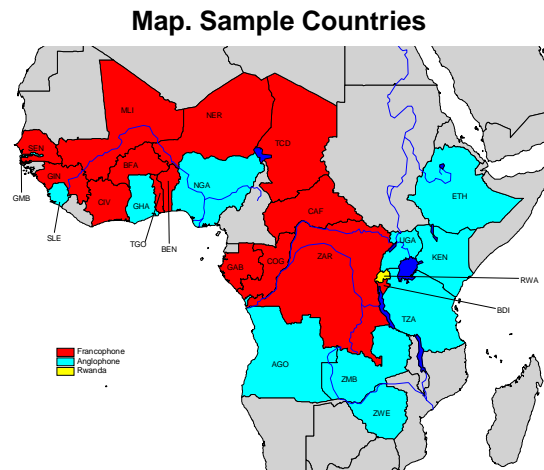 Map. Sample Countries
MLI
NER
TCD
SEN
GIN
BFA
NGA
CIV
GHA
GMB
SLE
TGO
BEN
CAF
ETH
UGA
KEN
GAB
COG
ZAR
RWA
BDI
TZA
AGO
ZMB
ZWE
Francophone
Anglophone
Rwanda